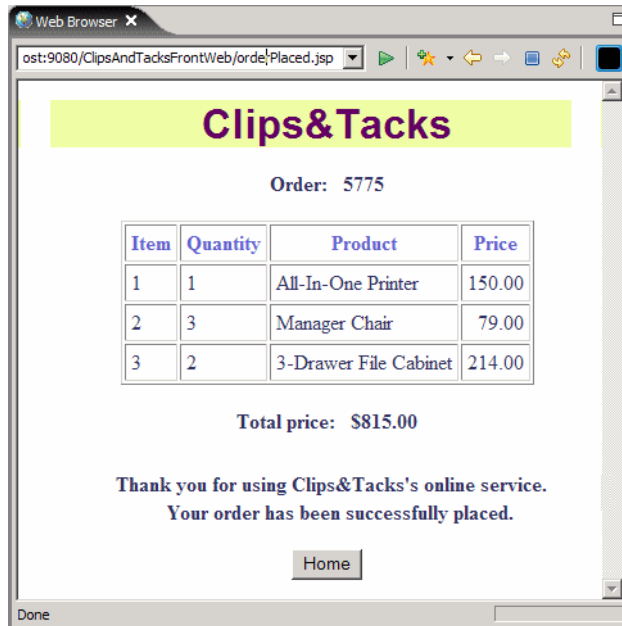 Web Browser
ost:9080/ClipsAndTacksFrontWeb/orderPlaced.jsp
Clips&Tacks
Order: 5775
Item Quantity Product Price
1 1 All-In-One Printer 150.00
2 3 Manager Chair 79.00
3 2 3-Drawer File Cabinet 214.00
Total price: $815.00
Thank you for using Clips&Tacks's online service.
Your order has been successfully placed.
Home
Done